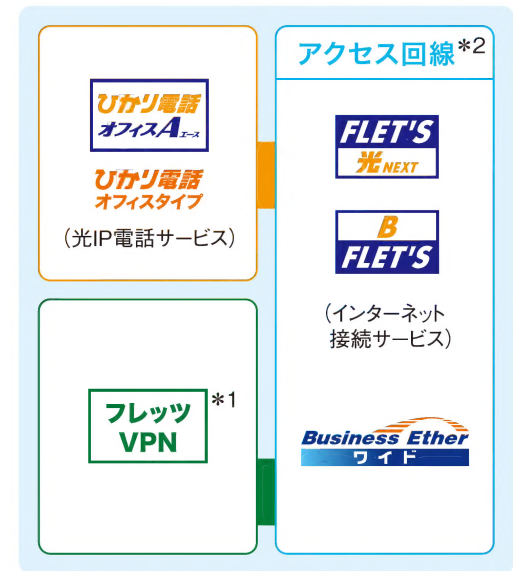 ひかり電話
オフィスAエース
ひかり電話
オフィスタイプ
(光IP電話サービス)
フレッツ
VPN
*1
アクセス回線*2
FLET'S
光NEXT
B
FLET'S
(インターネット
接続サービス)
Business Ether
ワイド